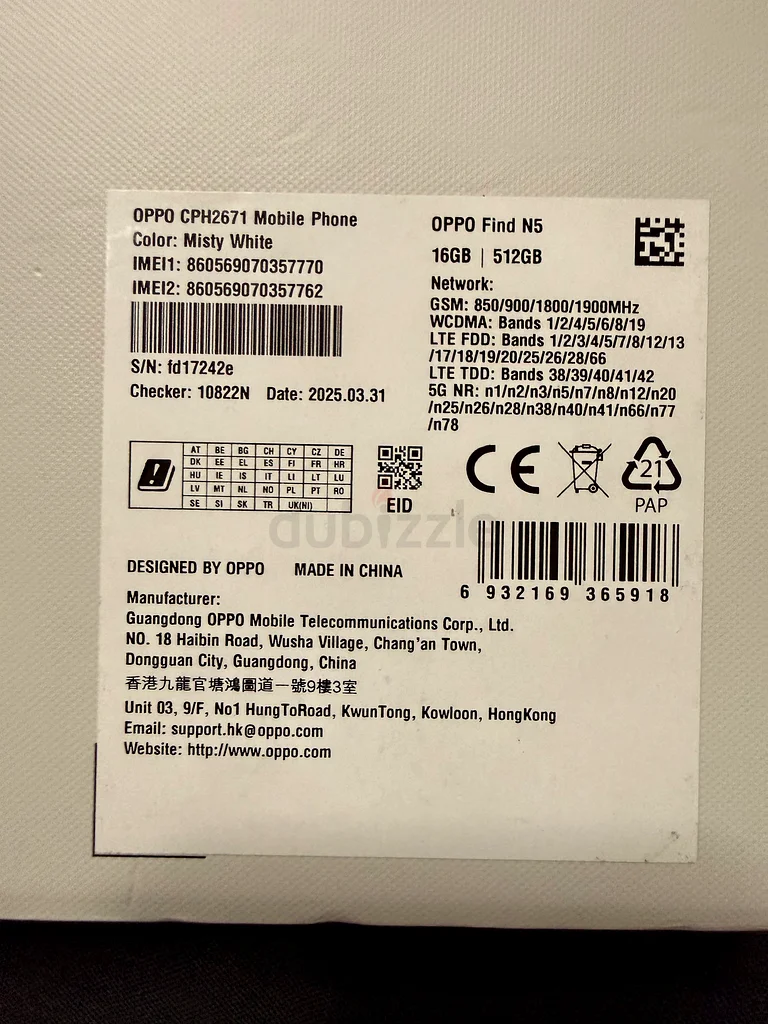 OPPO CPH2671 Mobile Phone
Color: Misty White
IMEI1: 860569070357770
IMEI2: 860569070357762
S/N: fd17242e
Checker: 10822N Date: 2025.03.31
OPPO Find N5
16GB | 512GB
Network:
GSM: 850/900/1800/1900MHz
WCDMA: Bands 1/2/4/5/6/8/19
LTE FDD: Bands 1/2/3/4/5/7/8/12/13
/17/18/19/20/25/26/28/66
LTE TDD: Bands 38/39/40/41/42
5G NR: n1/n2/n3/n5/n7/n8/n12/n20
/n25/n26/n28/n38/n40/n41/n66/n77
/n78
AT BE BG CH CY CZ DE
DK EE EL ES FI FR HR
HU IE IS IT LI LT LU
LV MT NL NO PL PT RO
SE SI SK TR UK(NI)
EID
CE
21
PAP
dubizzle
6 932169 365918
DESIGNED BY OPPO MADE IN CHINA
Manufacturer:
Guangdong OPPO Mobile Telecommunications Corp., Ltd.
NO. 18 Haibin Road, Wusha Village, Chang'an Town,
Dongguan City, Guangdong, China
香港九龍官塘鴻圖道一號9樓3室
Unit 03, 9/F, No1 HungToRoad, KwunTong, Kowloon, HongKong
Email: support.hk@oppo.com
Website: http://www.oppo.com